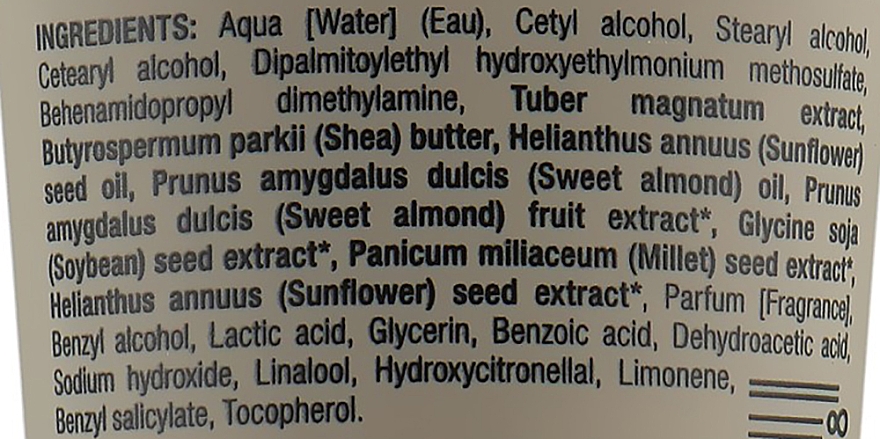 INGREDIENTS: Aqua [Water] (Eau), Cetyl alcohol, Stearyl alcohol,
Cetearyl alcohol, Dipalmitoylethyl hydroxyethylmonium methosulfate,
Behenamidopropyl dimethylamine, Tuber magnatum extract,
Butyrospermum parkii (Shea) butter, Helianthus annuus (Sunflower)
seed oil, Prunus amygdalus dulcis (Sweet almond) oil, Prunus
amygdalus dulcis (Sweet almond) fruit extract*, Glycine soja
(Soybean) seed extract*, Panicum miliaceum (Millet) seed extract*,
Helianthus annuus (Sunflower) seed extract*, Parfum [Fragrance],
Benzyl alcohol, Lactic acid, Glycerin, Benzoic acid, Dehydroacetic acid,
Sodium hydroxide, Linalool, Hydroxycitronellal, Limonene,
Benzyl salicylate, Tocopherol.
8